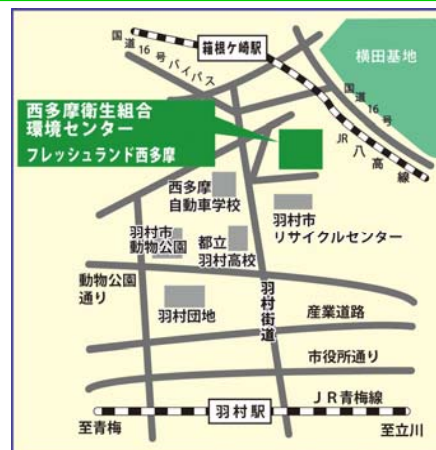 箱根ケ崎駅
横田基地
国道16号バイパス
国道16号
JR八高線
西多摩衛生組合
環境センター
フレッシュランド西多摩
西多摩
自動車学校
羽村市
リサイクルセンター
羽村市
動物公園
都立
羽村高校
動物公園
通り
羽村団地
羽村街道
産業道路
市役所通り
JR青梅線
羽村駅
至青梅
至立川